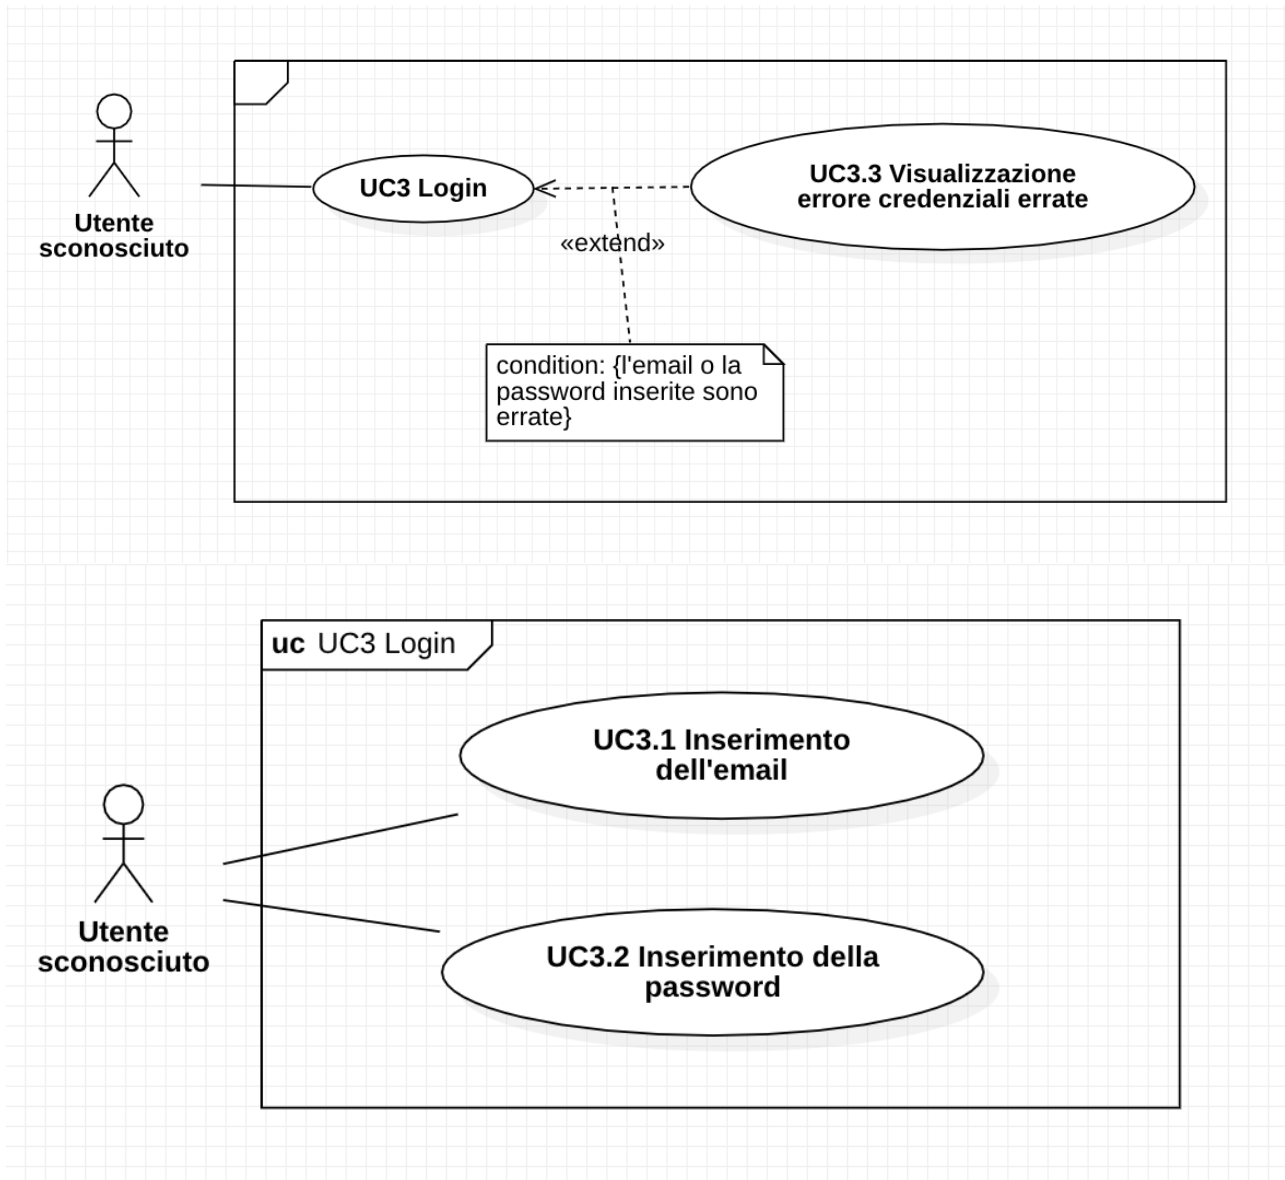 Utente
sconosciuto
UC3 Login
UC3.3 Visualizzazione
errore credenziali errate
«extend»
condition: {l'email o la
password inserite sono
errate}
uc UC3 Login
UC3.1 Inserimento
dell'email
Utente
sconosciuto
UC3.2 Inserimento della
password